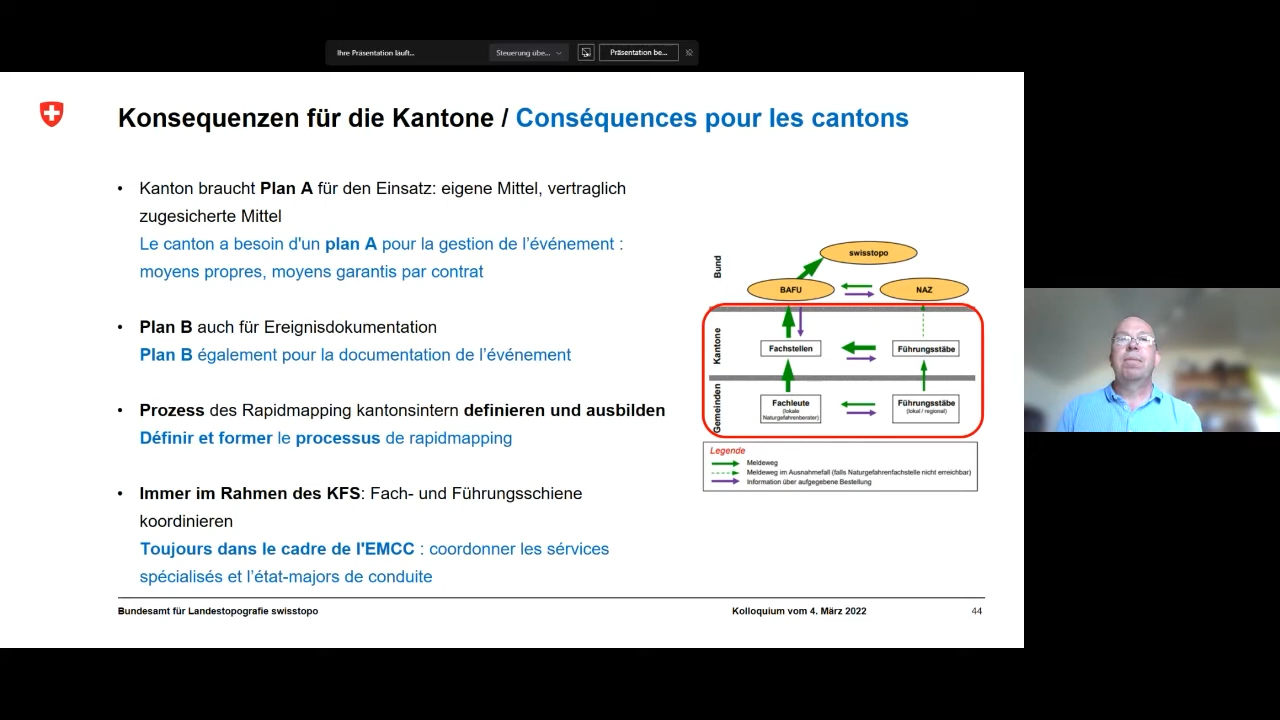 Ihre Präsentation läuft...
Steuerung übe...
Präsentation be...
Konsequenzen für die Kantone / Conséquences pour les cantons
• Kanton braucht Plan A für den Einsatz: eigene Mittel, vertraglich
zugesicherte Mittel
Le canton a besoin d'un plan A pour la gestion de l'événement :
moyens propres, moyens garantis par contrat
• Plan B auch für Ereignisdokumentation
Plan B également pour la documentation de l'événement
• Prozess des Rapidmapping kantonsintern definieren und ausbilden
Définir et former le processus de rapidmapping
• Immer im Rahmen des KFS: Fach- und Führungsschiene
koordinieren
Toujours dans le cadre de l'EMCC : coordonner les sérvices
spécialisés et l'état-majors de conduite
Bund
swisstopo
BAFU
NAZ
Kantone
Fachstellen
Führungsstäbe
Gemeinden
Fachleute
(lokale
Naturgefahrenberater)
Führungsstäbe
(lokal / regional)
Legende
Meldeweg
Meldeweg im Ausnahmefall (falls Naturgefahrenfachstelle nicht erreichbar)
Information über aufgegebene Bestellung
Bundesamt für Landestopografie swisstopo
Kolloquium vom 4. März 2022
44